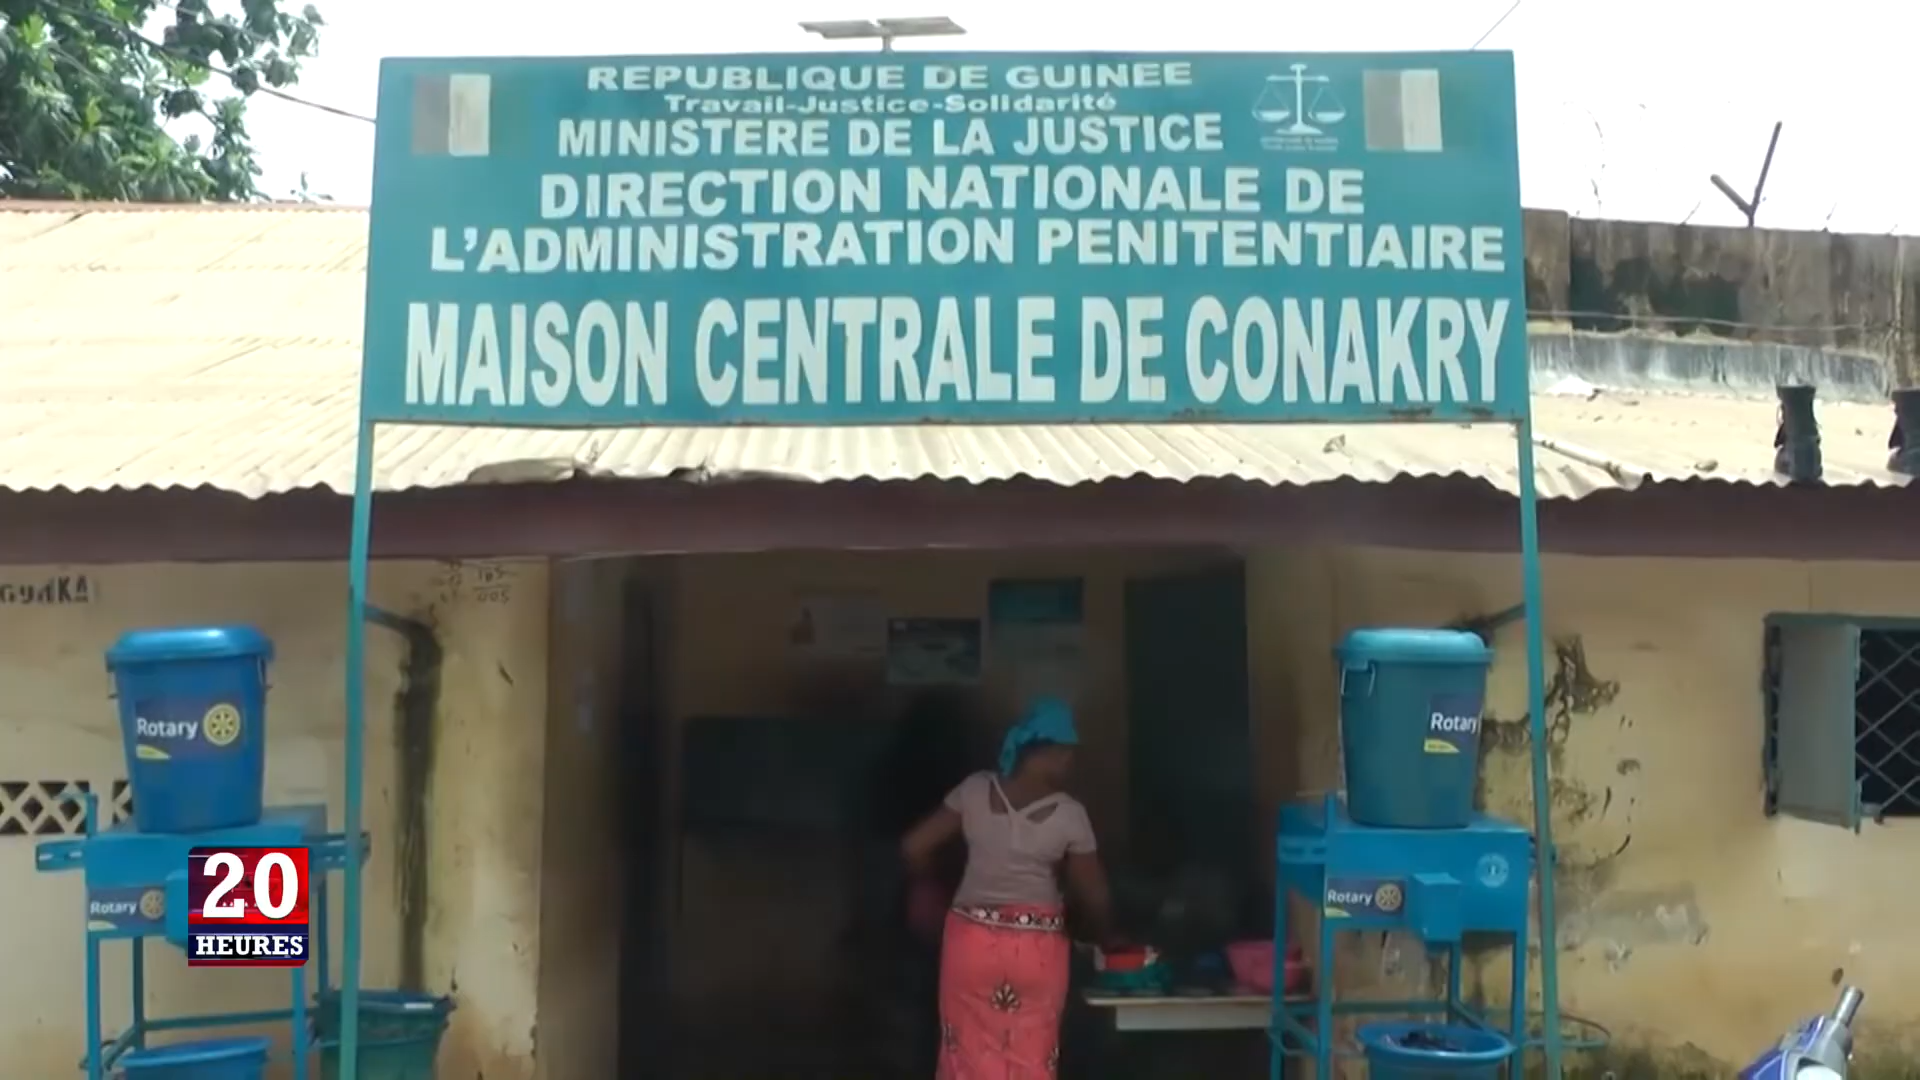 REPUBLIQUE DE GUINEE
Travail-Justice-Solidarité
MINISTERE DE LA JUSTICE
DIRECTION NATIONALE DE
L'ADMINISTRATION PENITENTIAIRE
MAISON CENTRALE DE CONAKRY
Rotary
Rotary
Rotary
Rotary
20
HEURES